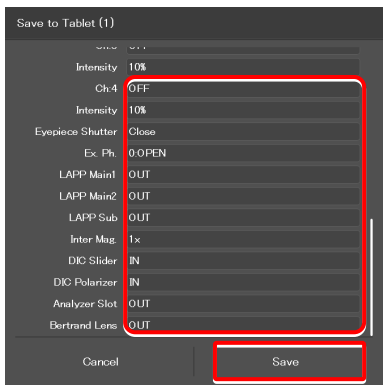 Save to Tablet (1)
Intensity 10%
Ch:4 OFF
Intensity 10%
Eyepiece Shutter Close
Ex. Ph. 0:OPEN
LAPP Main1 OUT
LAPP Main2 OUT
LAPP Sub OUT
Inter Mag. 1×
DIC Slider IN
DIC Polarizer IN
Analyzer Slot OUT
Bertrand Lens OUT
Cancel Save